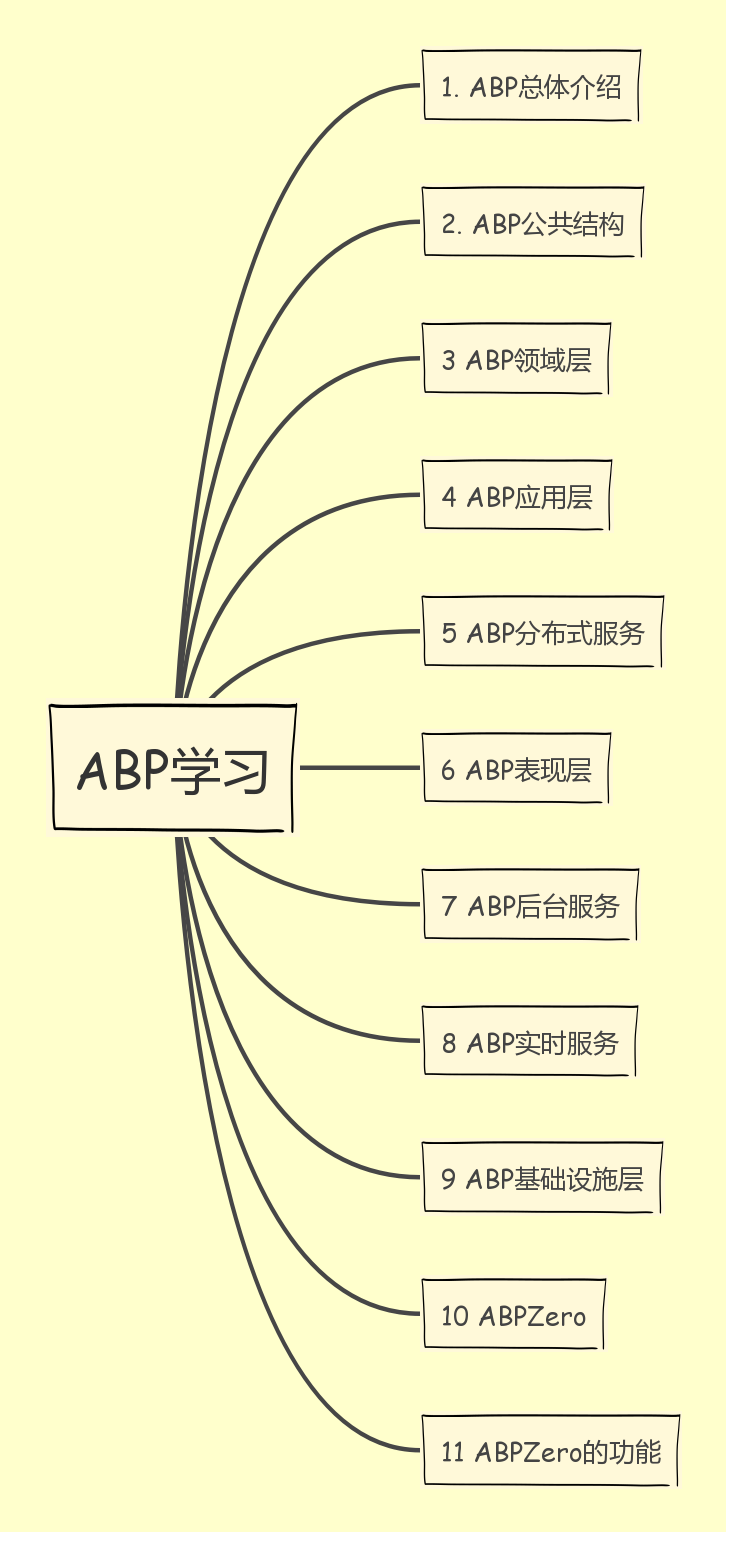 1. ABP总体介绍
2. ABP公共结构
3 ABP领域层
4 ABP应用层
5 ABP分布式服务
ABP学习
6 ABP表现层
7 ABP后台服务
8 ABP实时服务
9 ABP基础设施层
10 ABPZero
11 ABPZero的功能